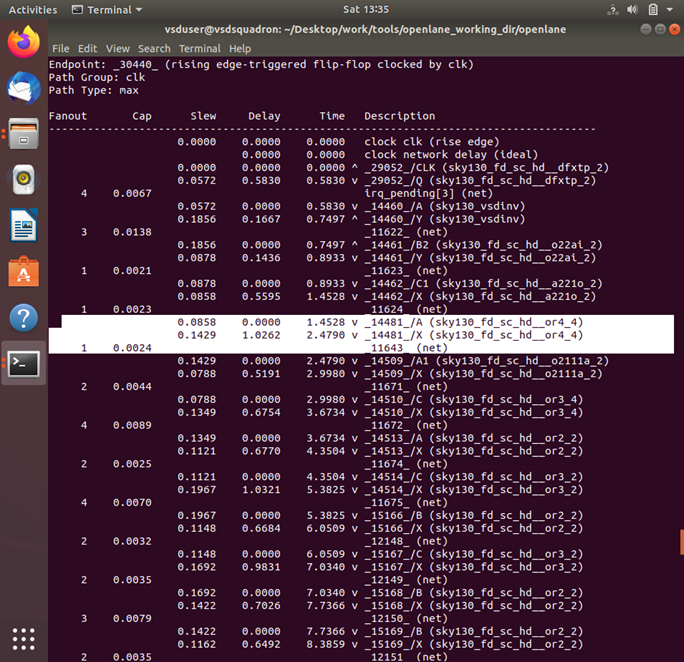 Activities Terminal Sat 13:35
vsduser@vsdsquadron: ~/Desktop/work/tools/openlane_working_dir/openlane
File Edit View Search Terminal Help
Endpoint: _30440_ (rising edge-triggered flip-flop clocked by clk)
Path Group: clk
Path Type: max
Fanout Cap Slew Delay Time Description
-----------------------------------------------------------------------------
0.0000 0.0000 0.0000 clock clk (rise edge)
0.0000 0.0000 clock network delay (ideal)
0.0000 0.0000 0.0000 ^ _29052_/CLK (sky130_fd_sc_hd__dfxtp_2)
0.0572 0.5830 0.5830 v _29052_/Q (sky130_fd_sc_hd__dfxtp_2)
4 0.0067 irq_pending[3] (net)
0.0572 0.0000 0.5830 v _14460_/A (sky130_vsdinv)
0.1856 0.1667 0.7497 ^ _14460_/Y (sky130_vsdinv)
3 0.0138 _11622_ (net)
0.1856 0.0000 0.7497 ^ _14461_/B2 (sky130_fd_sc_hd__o22ai_2)
0.0878 0.1436 0.8933 v _14461_/Y (sky130_fd_sc_hd__o22ai_2)
1 0.0021 _11623_ (net)
0.0878 0.0000 0.8933 v _14462_/C1 (sky130_fd_sc_hd__a221o_2)
0.0858 0.5595 1.4528 v _14462_/X (sky130_fd_sc_hd__a221o_2)
1 0.0023 _11624_ (net)
0.0858 0.0000 1.4528 v _14481_/A (sky130_fd_sc_hd__or4_4)
0.1429 1.0262 2.4790 v _14481_/X (sky130_fd_sc_hd__or4_4)
1 0.0024 _11643_ (net)
0.1429 0.0000 2.4790 v _14509_/A1 (sky130_fd_sc_hd__o2111a_2)
0.0788 0.5191 2.9980 v _14509_/X (sky130_fd_sc_hd__o2111a_2)
2 0.0044 _11671_ (net)
0.0788 0.0000 2.9980 v _14510_/C (sky130_fd_sc_hd__or3_4)
0.1349 0.6754 3.6734 v _14510_/X (sky130_fd_sc_hd__or3_4)
4 0.0089 _11672_ (net)
0.1349 0.0000 3.6734 v _14513_/A (sky130_fd_sc_hd__or2_2)
0.1121 0.6770 4.3504 v _14513_/X (sky130_fd_sc_hd__or2_2)
2 0.0025 _11674_ (net)
0.1121 0.0000 4.3504 v _14514_/C (sky130_fd_sc_hd__or3_2)
0.1967 1.0321 5.3825 v _14514_/X (sky130_fd_sc_hd__or3_2)
4 0.0070 _11675_ (net)
0.1967 0.0000 5.3825 v _15166_/B (sky130_fd_sc_hd__or2_2)
0.1148 0.6684 6.0509 v _15166_/X (sky130_fd_sc_hd__or2_2)
2 0.0032 _12148_ (net)
0.1148 0.0000 6.0509 v _15167_/C (sky130_fd_sc_hd__or3_2)
0.1692 0.9831 7.0340 v _15167_/X (sky130_fd_sc_hd__or3_2)
2 0.0035 _12149_ (net)
0.1692 0.0000 7.0340 v _15168_/B (sky130_fd_sc_hd__or2_2)
0.1422 0.7026 7.7366 v _15168_/X (sky130_fd_sc_hd__or2_2)
3 0.0079 _12150_ (net)
0.1422 0.0000 7.7366 v _15169_/B (sky130_fd_sc_hd__or2_2)
0.1162 0.6492 8.3859 v _15169_/X (sky130_fd_sc_hd__or2_2)
2 0.0035 _12151_ (net)